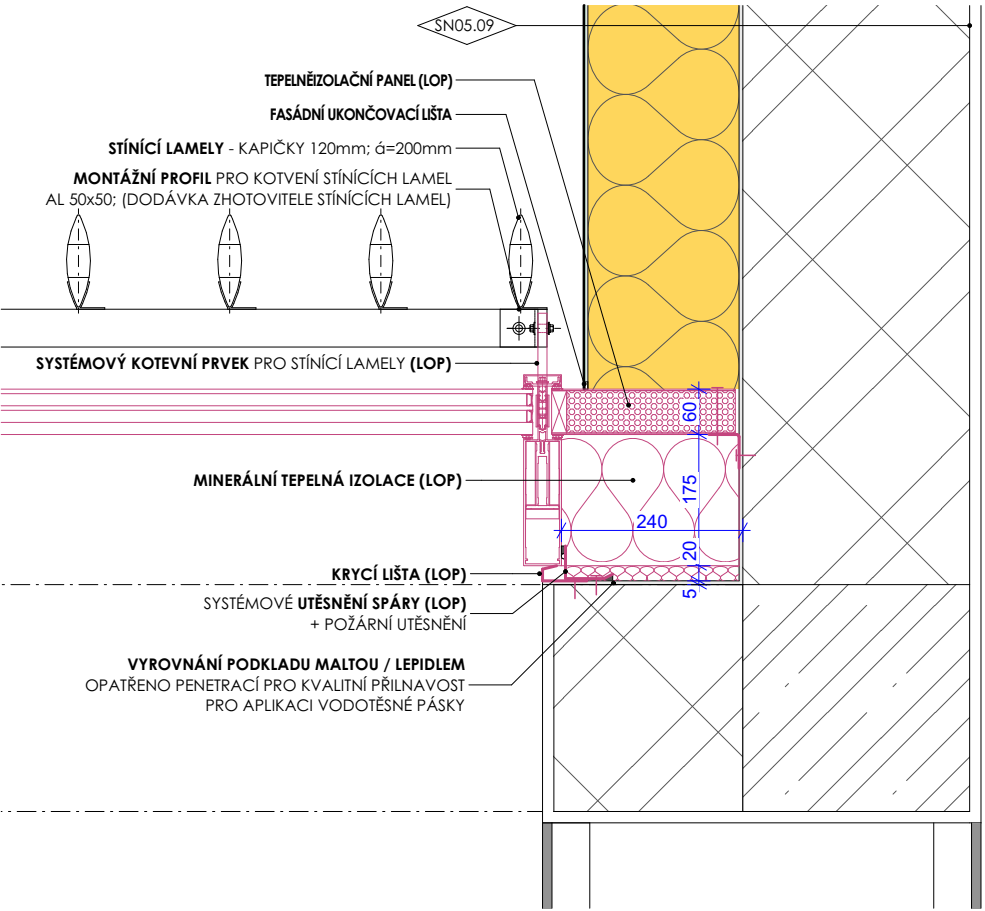 SN05.09
TEPELNĚIZOLAČNÍ PANEL (LOP)
FASÁDNÍ UKONČOVACÍ LIŠTA
STÍNÍCÍ LAMELY - KAPIČKY 120mm; á=200mm
MONTÁŽNÍ PROFIL PRO KOTVENÍ STÍNÍCÍCH LAMEL
AL 50x50; (DODÁVKA ZHOTOVITELE STÍNÍCÍCH LAMEL)
SYSTÉMOVÝ KOTEVNÍ PRVEK PRO STÍNÍCÍ LAMELY (LOP)
60
MINERÁLNÍ TEPELNÁ IZOLACE (LOP)
175
240
20
KRYCÍ LIŠTA (LOP)
5
SYSTÉMOVÉ UTĚSNĚNÍ SPÁRY (LOP)
+ POŽÁRNÍ UTĚSNĚNÍ
VYROVNÁNÍ PODKLADU MALTOU / LEPIDLEM
OPATŘENO PENETRACÍ PRO KVALITNÍ PŘILNAVOST
PRO APLIKACI VODOTĚSNÉ PÁSKY